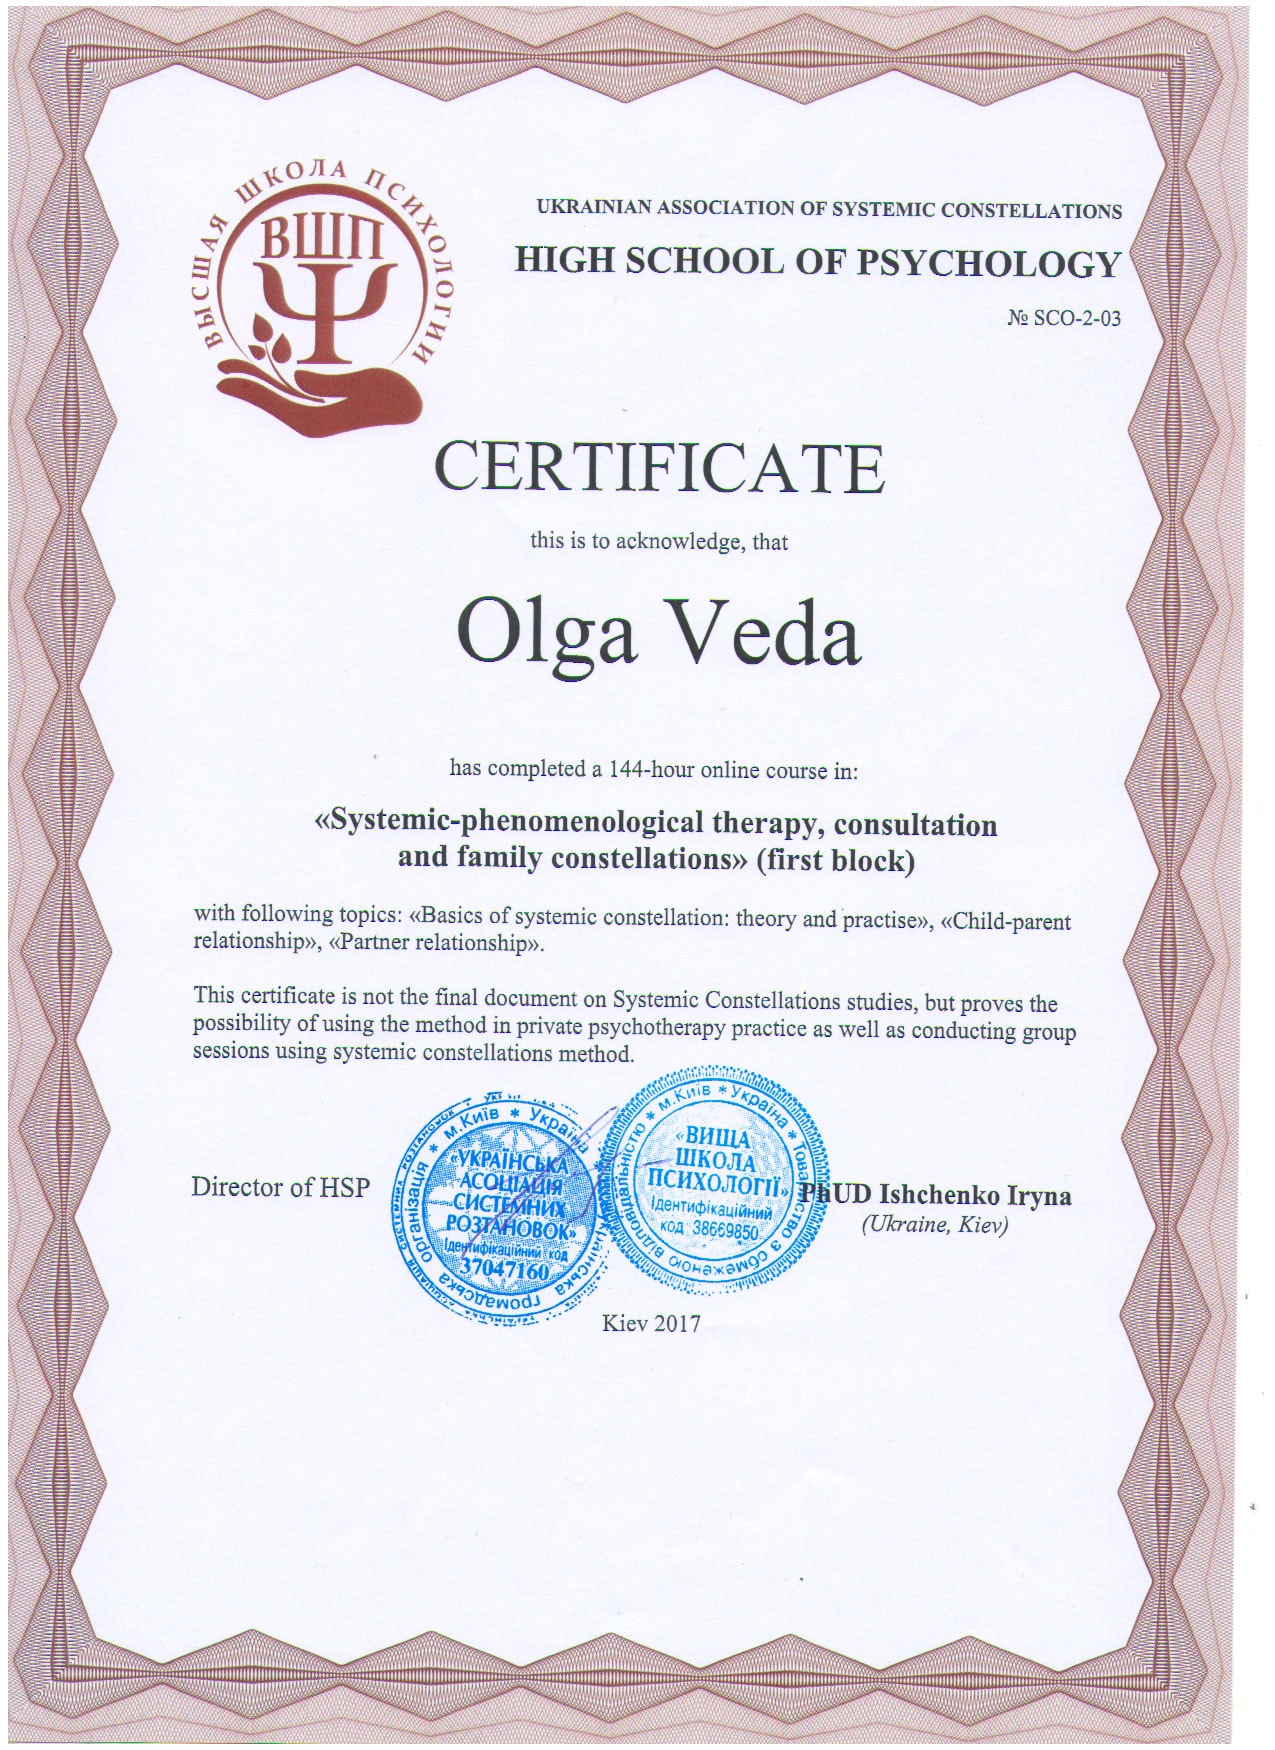 ВЫСШАЯ ШКОЛА ПСИХОЛОГИИ
ВШП
UKRAINIAN ASSOCIATION OF SYSTEMIC CONSTELLATIONS
HIGH SCHOOL OF PSYCHOLOGY
№ SCO-2-03
CERTIFICATE
this is to acknowledge, that
Olga Veda
has completed a 144-hour online course in:
«Systemic-phenomenological therapy, consultation
and family constellations» (first block)
with following topics: «Basics of systemic constellation: theory and practise», «Child-parent
relationship», «Partner relationship».
This certificate is not the final document on Systemic Constellations studies, but proves the
possibility of using the method in private psychotherapy practice as well as conducting group
sessions using systemic constellations method.
Director of HSP
м.Київ * Україна * Українська громадська організація *
«УКРАЇНСЬКА
АСОЦІАЦІЯ
СИСТЕМНИХ
РОЗТАНОВОК»
Ідентифікаційний код
37047160
м.Київ * Україна * Товариство з обмеженою відповідальністю *
«ВИЩА
ШКОЛА
ПСИХОЛОГІЇ»
Ідентифікаційний
код 38669850
PhUD Ishchenko Iryna
(Ukraine, Kiev)
Kiev 2017